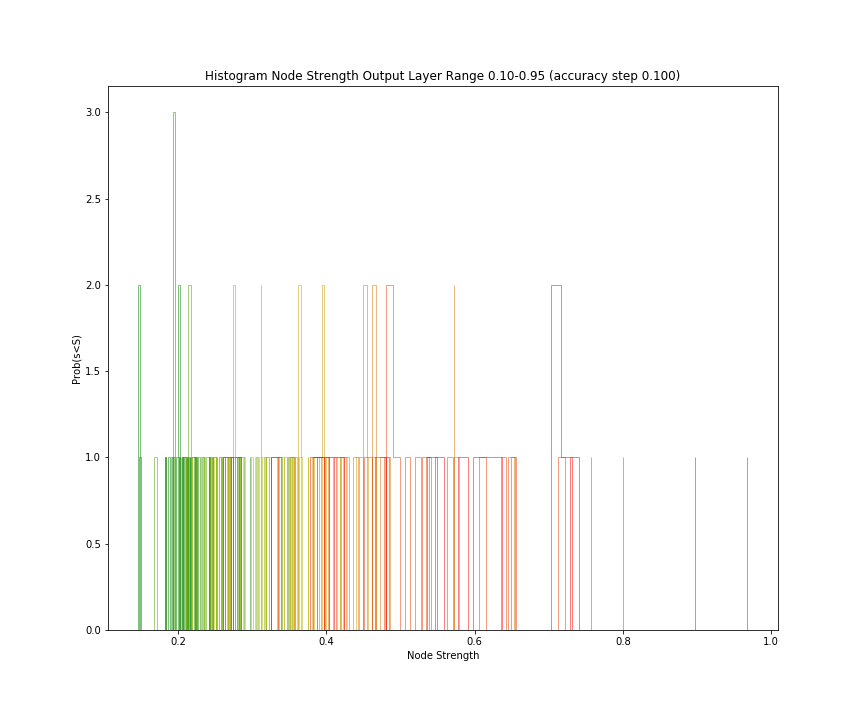 Histogram Node Strength Output Layer Range 0.10-0.95 (accuracy step 0.100)
3.0
2.5
2.0
1.5
1.0
0.5
0.0
Prob(s<S)
0.2 0.4 0.6 0.8 1.0
Node Strength